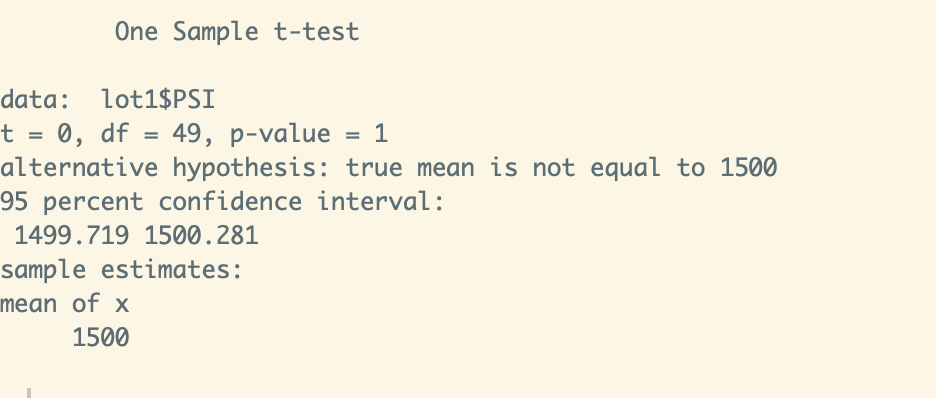 One Sample t-test
data:  lot1$PSI
t = 0, df = 49, p-value = 1
alternative hypothesis: true mean is not equal to 1500
95 percent confidence interval:
 1499.719 1500.281
sample estimates:
mean of x
     1500